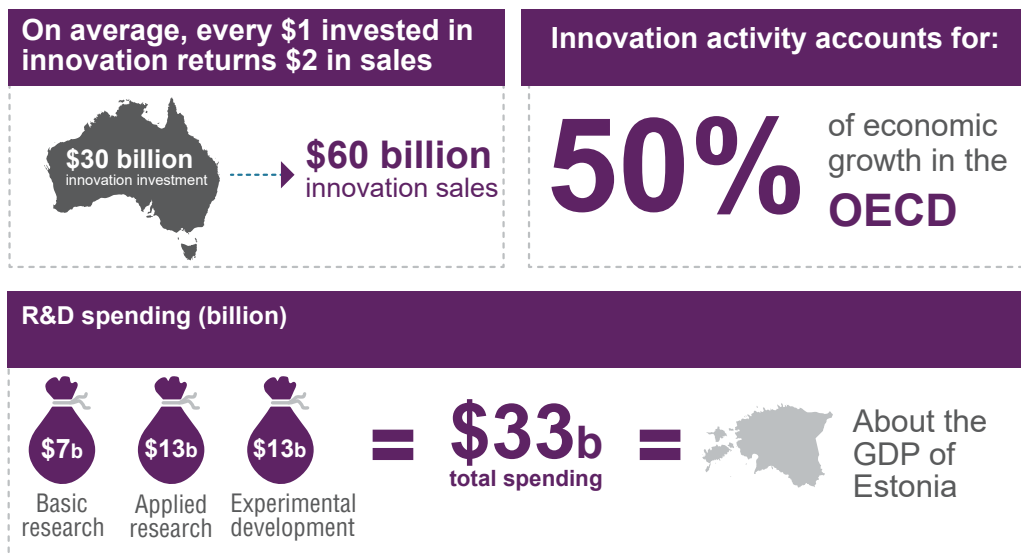 On average, every $1 invested in
innovation returns $2 in sales
$30 billion
innovation investment
$60 billion
innovation sales
Innovation activity accounts for:
50%
of economic
growth in the
OECD
R&D spending (billion)
$7b
Basic
research
$13b
Applied
research
$13b
Experimental
development
=
$33b
total spending
=
About the
GDP of
Estonia